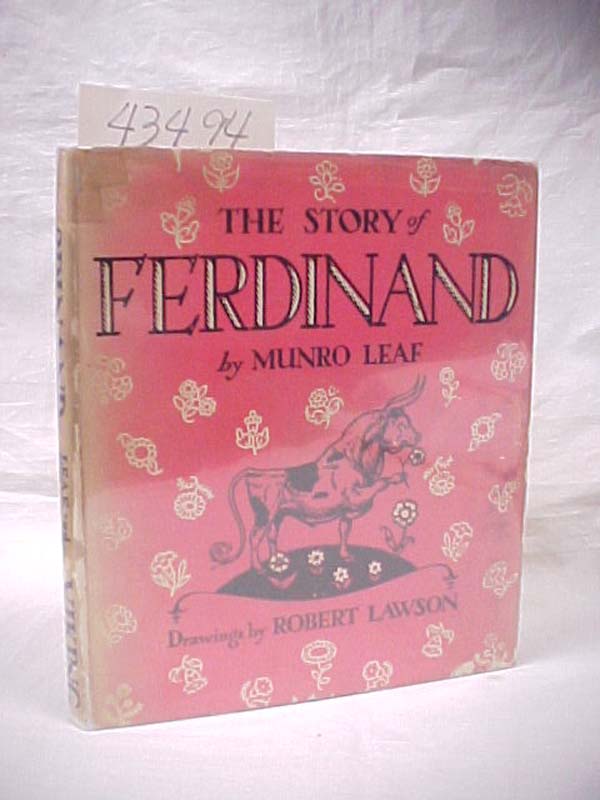 43494
THE STORY of
FERDINAND
by MUNRO LEAF
Drawings by ROBERT LAWSON